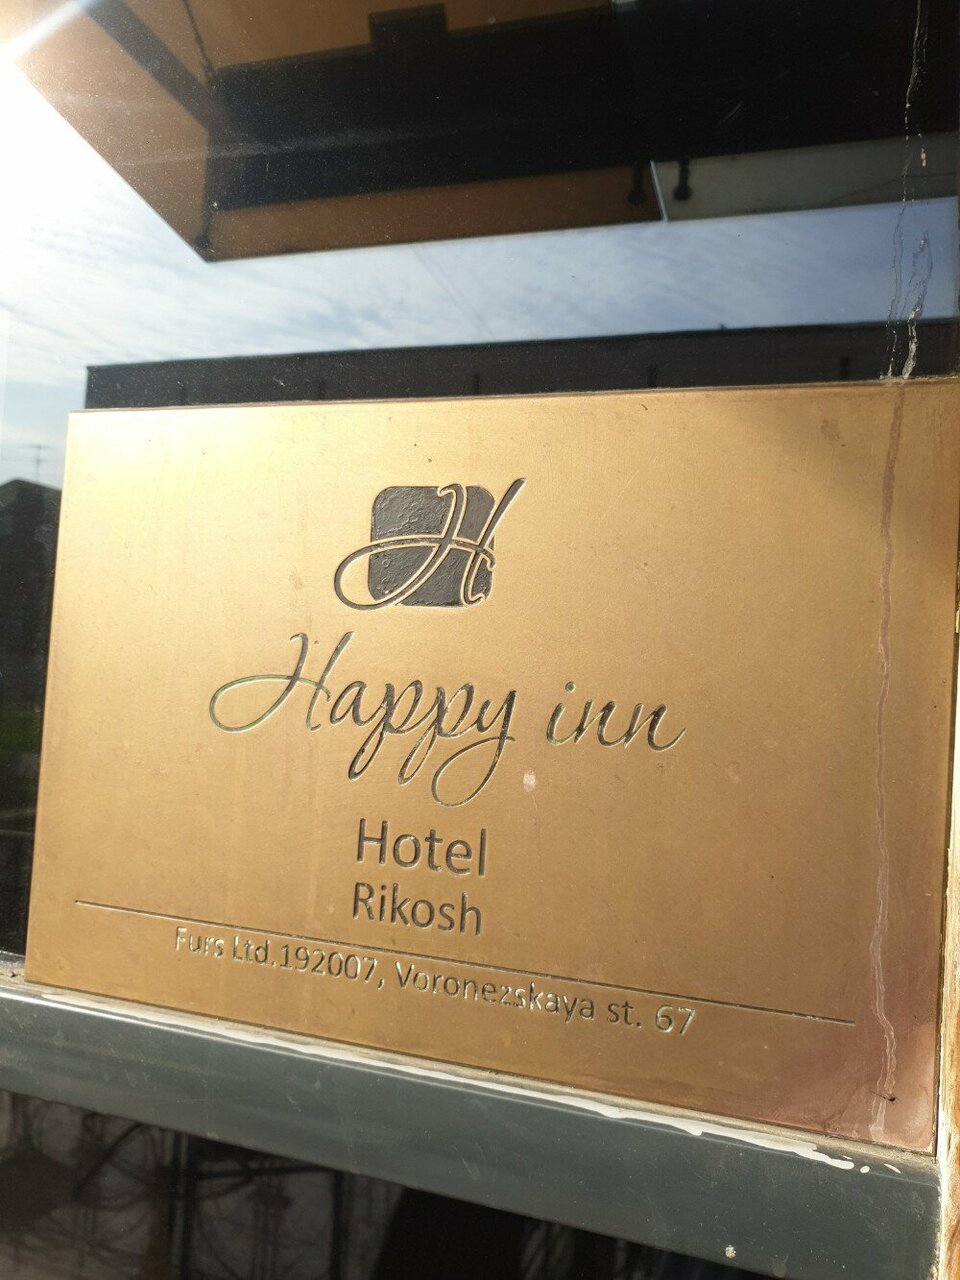 H
Happy inn
Hotel
Rikosh
Furs Ltd.192007, Voronezskaya st. 67